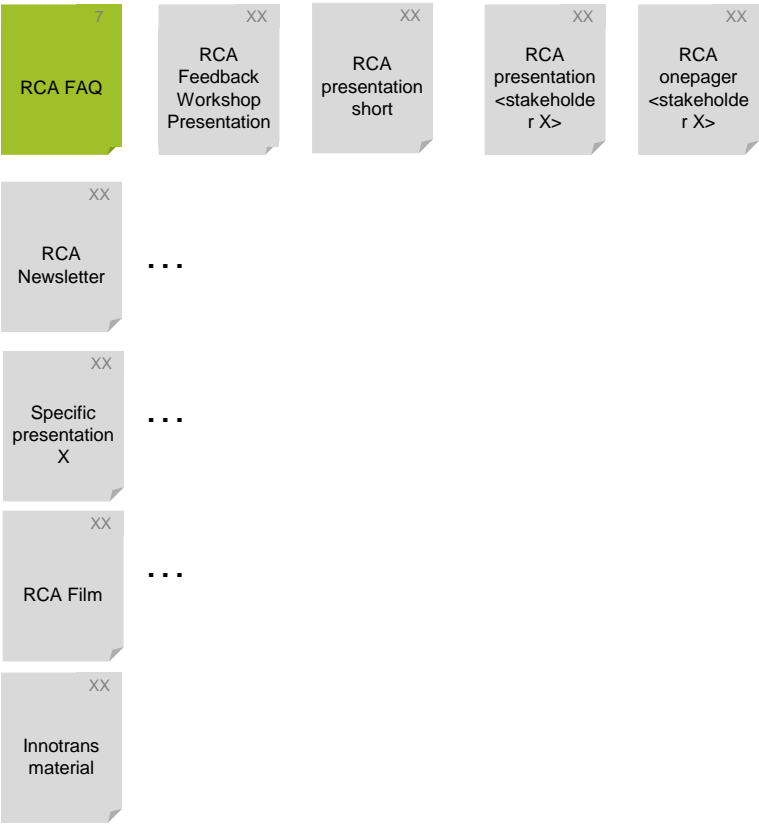 7
RCA FAQ
XX
RCA
Feedback
Workshop
Presentation
XX
RCA
presentation
short
XX
RCA
presentation
<stakeholde
r X>
XX
RCA
onepager
<stakeholde
r X>
XX
RCA
Newsletter
...
XX
Specific
presentation
X
...
XX
RCA Film
...
XX
Innotrans
material